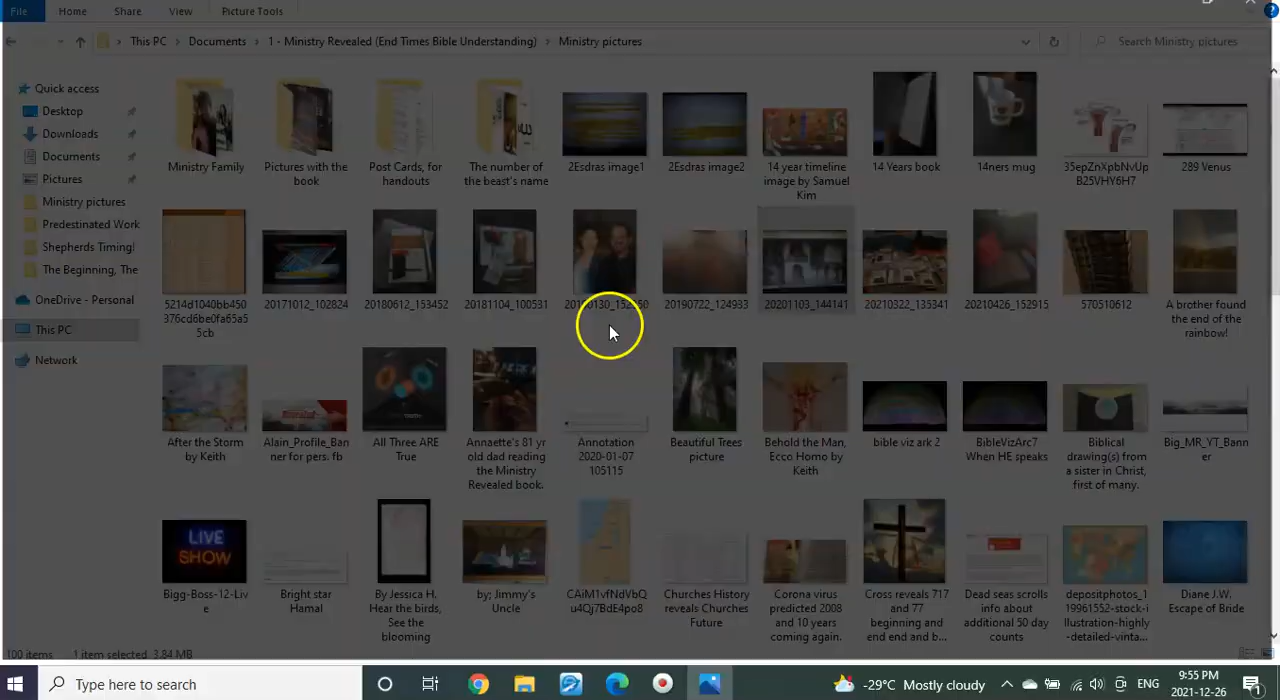 File Home Share View Picture Tools
This PC > Documents > 1 - Ministry Revealed (End Times Bible Understanding) > Ministry pictures
Search Ministry pictures
Quick access
Desktop
Downloads
Documents
Pictures
Ministry pictures
Predestinated Work
Shepherds Timing!
The Beginning, The
OneDrive - Personal
This PC
Network
Ministry Family
Pictures with the
book
Post Cards, for
handouts
The number of
the beast's name
2Esdras image1
2Esdras image2
14 year timeline
image by Samuel
Kim
14 Years book
14ners mug
35epZnXpbNvUp
B25VHY6H7
289 Venus
5214d1040bb450
376cd6be0fa65a5
5cb
20171012_102824
20180612_153452
20181104_100531
20190722_124933
20201103_144141
20210322_135341
20210426_152915
570510612
A brother found
the end of the
rainbow!
After the Storm
by Keith
Alain_Profile_Ban
ner for pers. fb
All Three ARE
True
Annaette's 81 yr
old dad reading
the Ministry
Revealed book.
Annotation
2020-01-07
105115
Beautiful Trees
picture
Behold the Man,
Ecco Homo by
Keith
bible viz ark 2
BibleVizArc7
When HE speaks
Biblical
drawing(s) from
a sister in Christ,
first of many.
Big_MR_YT_Bann
er
LIVE
SHOW
Bigg-Boss-12-Liv
e
Bright star
Hamal
By Jessica H.
Hear the birds,
See the
blooming
by; Jimmy's
Uncle
CAiM1vfNdVbQ
u4Qj7BdE4po8
Churches History
reveals Churches
Future
Corona virus
predicted 2008
and 10 years
coming again.
Cross reveals 717
and 77
beginning and
end end and b...
Dead seas scrolls
info about
additional 50 day
counts
depositphotos_1
19961552-stock-i
llustration-highly
-detailed-vinta...
Diane J.W.
Escape of Bride
100 items 1 item selected 3.84 MB
Type here to search
-29°C Mostly cloudy
ENG
9:55 PM
2021-12-26
1